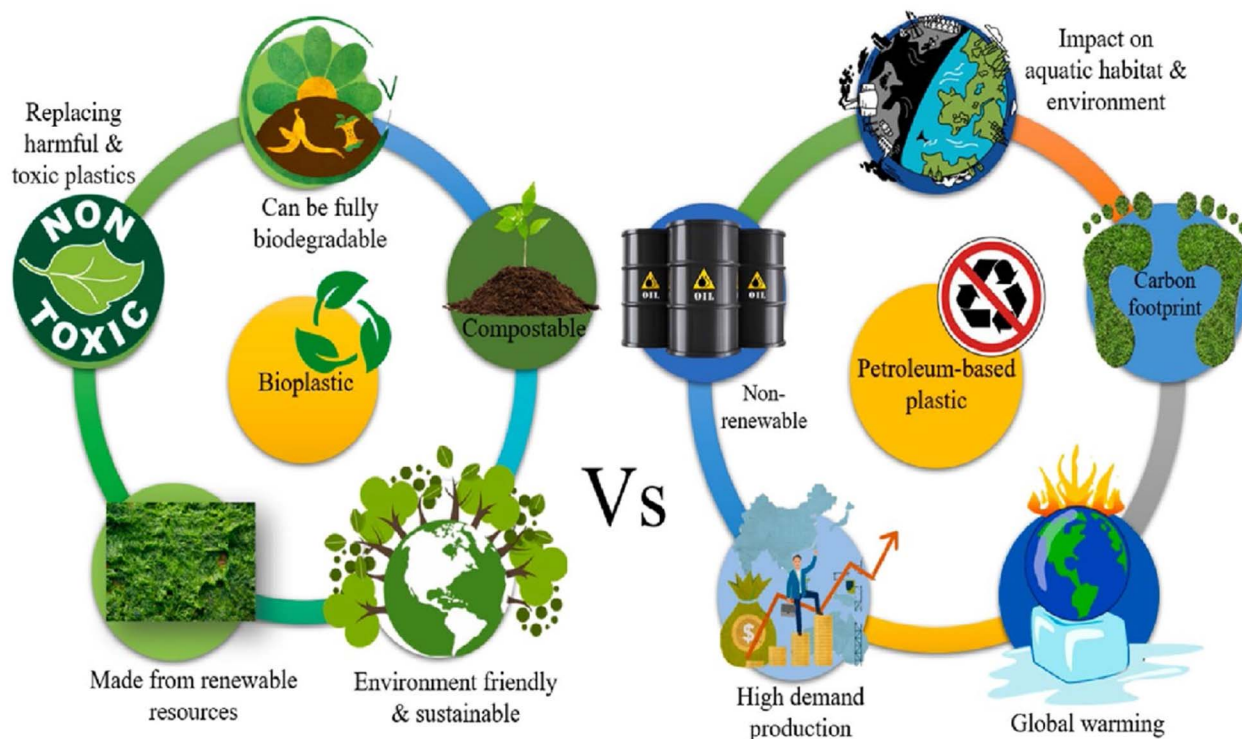 Replacing
harmful &
toxic plastics
NON
TOXIC
Can be fully
biodegradable
Compostable
Bioplastic
Made from renewable
resources
Environment friendly
& sustainable
Vs
Impact on
aquatic habitat &
environment
OIL
OIL
OIL
Non-
renewable
Carbon
footprint
Petroleum-based
plastic
$
High demand
production
Global warming